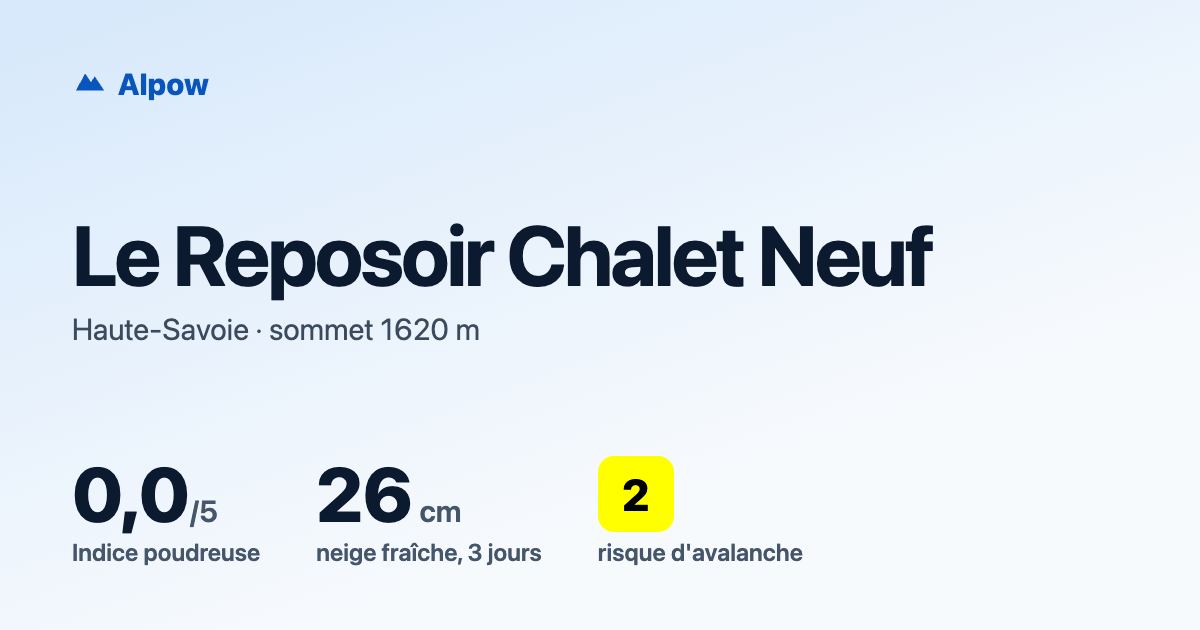 Alpow
Le Reposoir Chalet Neuf
Haute-Savoie · sommet 1620 m
0,0/5
Indice poudreuse
26 cm
neige fraîche, 3 jours
2
risque d'avalanche